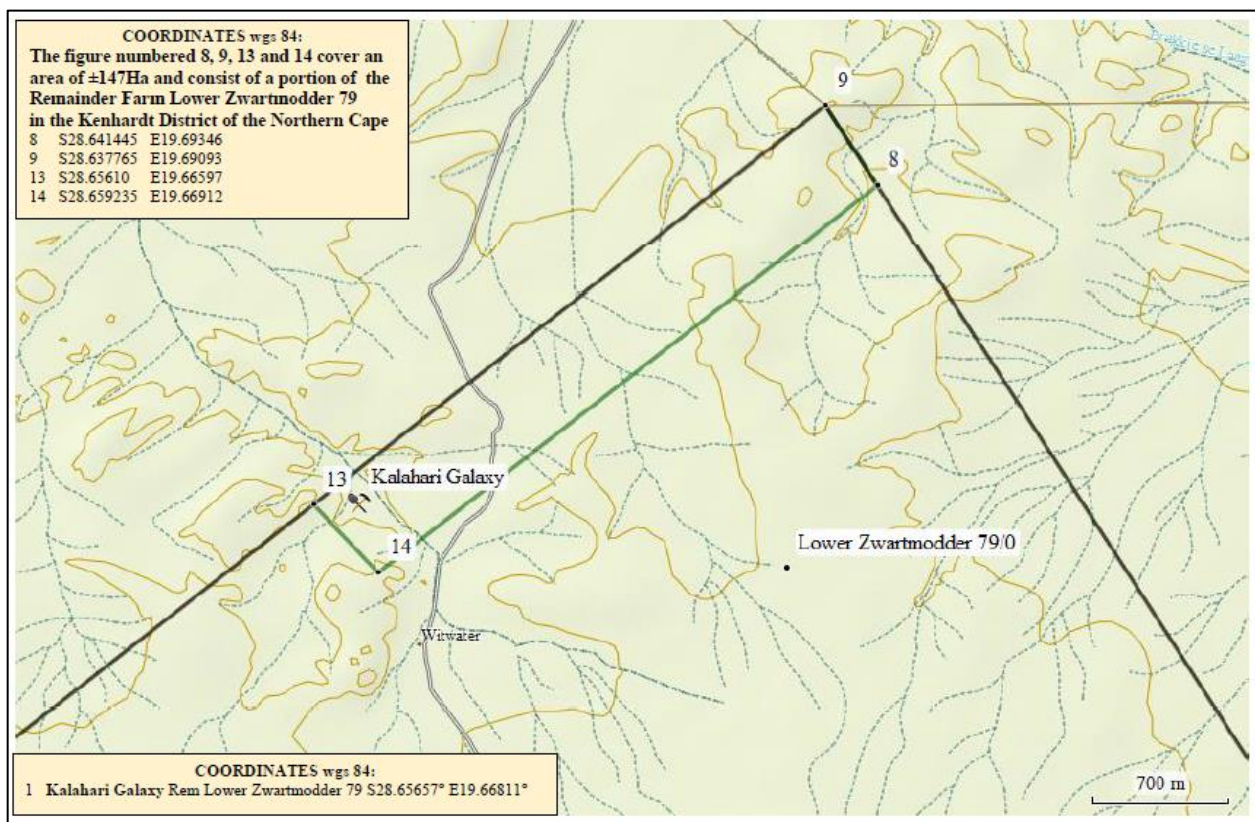 COORDINATES wgs 84:
The figure numbered 8, 9, 13 and 14 cover an
area of ±147Ha and consist of a portion of the
Remainder Farm Lower Zwartmodder 79
in the Kenhardt District of the Northern Cape
8 S28.641445 E19.69346
9 S28.637765 E19.69093
13 S28.65610 E19.66597
14 S28.659235 E19.66912
9
8
13
Kalahari Galaxy
14
Lower Zwartmodder 79/0
Witwater
COORDINATES wgs 84:
1 Kalahari Galaxy Rem Lower Zwartmodder 79 S28.65657° E19.66811°
700 m